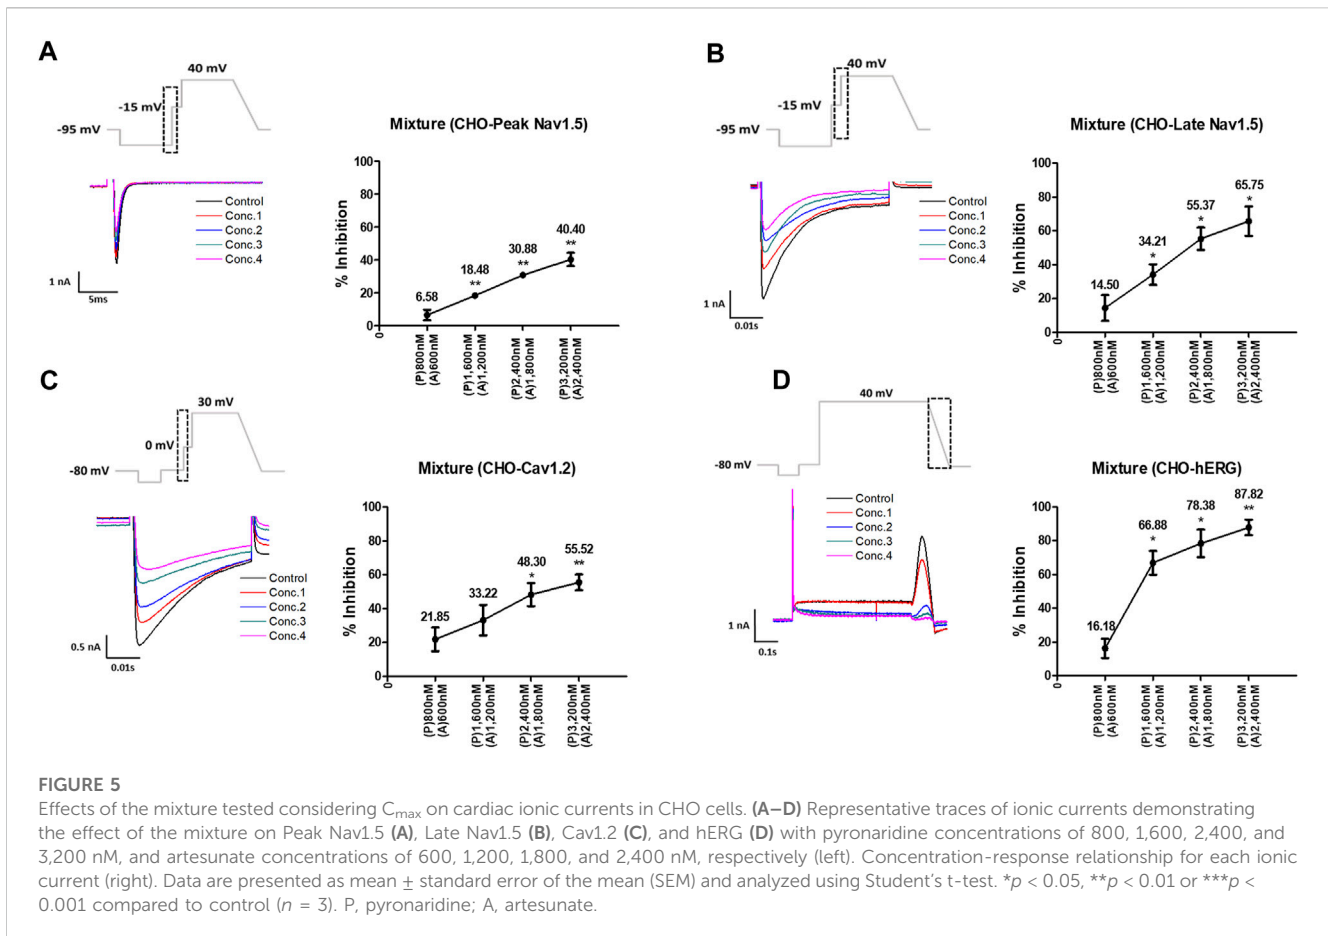 A
40 mV
-15 mV
-95 mV
Control
Conc.1
Conc.2
Conc.3
Conc.4
1 nA
5ms
Mixture (CHO-Peak Nav1.5)
% Inhibition
100
80
60
40
20
0
6.58
18.48
**
30.88
**
40.40
**
0
(P)800nM
(A)600nM
(P)1,600nM
(A)1,200nM
(P)2,400nM
(A)1,800nM
(P)3,200nM
(A)2,400nM
B
40 mV
-15 mV
-95 mV
Control
Conc.1
Conc.2
Conc.3
Conc.4
1 nA
0.01s
Mixture (CHO-Late Nav1.5)
% Inhibition
100
80
60
40
20
0
14.50
34.21
*
55.37
*
65.75
*
0
(P)800nM
(A)600nM
(P)1,600nM
(A)1,200nM
(P)2,400nM
(A)1,800nM
(P)3,200nM
(A)2,400nM
C
30 mV
0 mV
-80 mV
Control
Conc.1
Conc.2
Conc.3
Conc.4
0.5 nA
0.01s
Mixture (CHO-Cav1.2)
% Inhibition
100
80
60
40
20
0
21.85
33.22
48.30
*
55.52
**
0
(P)800nM
(A)600nM
(P)1,600nM
(A)1,200nM
(P)2,400nM
(A)1,800nM
(P)3,200nM
(A)2,400nM
D
40 mV
-80 mV
Control
Conc.1
Conc.2
Conc.3
Conc.4
1 nA
0.1s
Mixture (CHO-hERG)
% Inhibition
100
80
60
40
20
0
16.18
66.88
*
78.38
*
87.82
**
0
(P)800nM
(A)600nM
(P)1,600nM
(A)1,200nM
(P)2,400nM
(A)1,800nM
(P)3,200nM
(A)2,400nM
FIGURE 5
Effects of the mixture tested considering Cmax on cardiac ionic currents in CHO cells. (A–D) Representative traces of ionic currents demonstrating
the effect of the mixture on Peak Nav1.5 (A), Late Nav1.5 (B), Cav1.2 (C), and hERG (D) with pyronaridine concentrations of 800, 1,600, 2,400, and
3,200 nM, and artesunate concentrations of 600, 1,200, 1,800, and 2,400 nM, respectively (left). Concentration-response relationship for each ionic
current (right). Data are presented as mean ± standard error of the mean (SEM) and analyzed using Student's t-test. *p < 0.05, **p < 0.01 or ***p <
0.001 compared to control (n = 3). P, pyronaridine; A, artesunate.